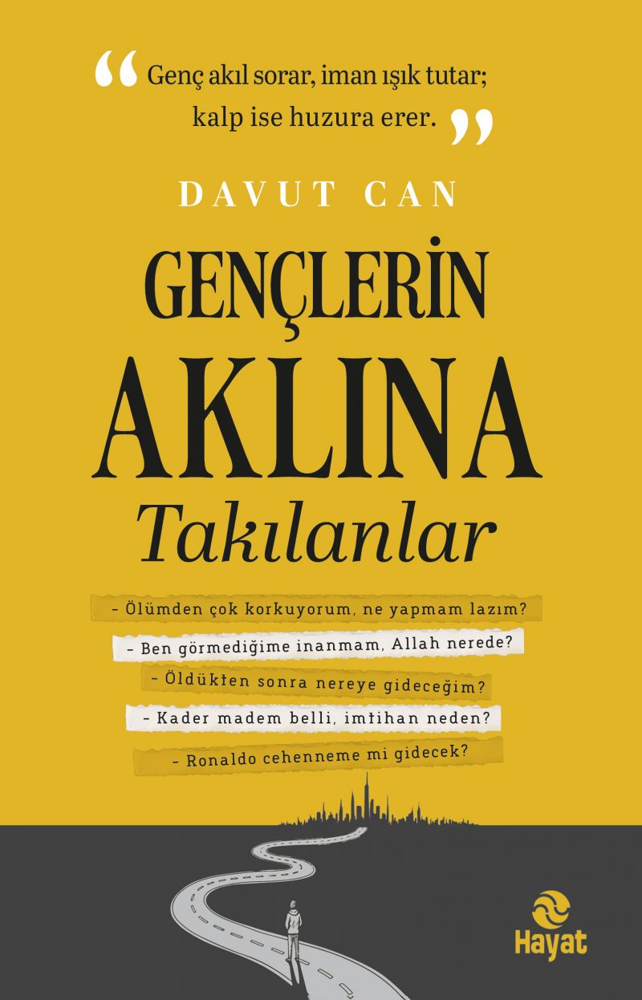 “Genç akıl sorar, iman ışık tutar;
kalp ise huzura erer.”
DAVUT CAN
GENÇLERİN
AKLINA
Takılanlar
- Ölümden çok korkuyorum, ne yapmam lazım?
- Ben görmediğime inanmam, Allah nerede?
- Öldükten sonra nereye gideceğim?
- Kader madem belli, imtihan neden?
- Ronaldo cehenneme mi gidecek?
Hayat